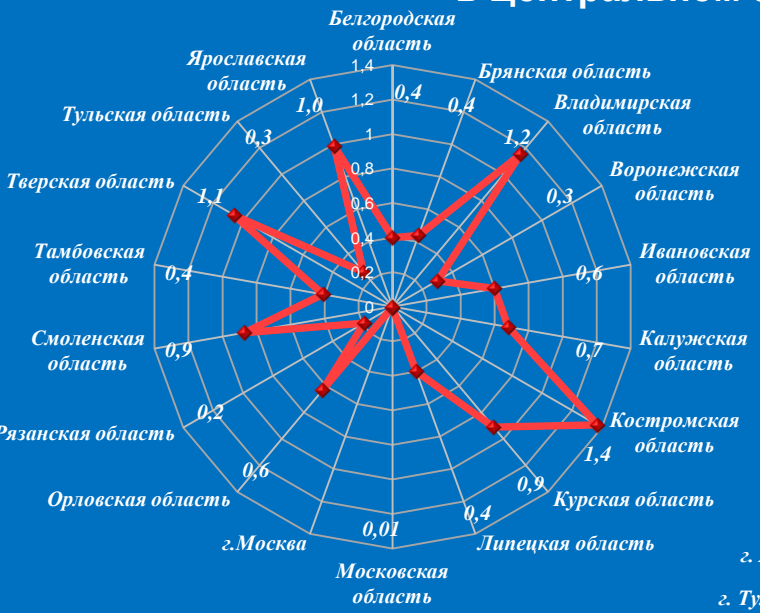 Белгородская
область
Ярославская
область
Брянская область
Тульская область
Владимирская
область
Тверская область
Воронежская
область
Тамбовская
область
Ивановская
область
Смоленская
область
Калужская
область
Рязанская область
Костромская
область
Орловская область
Курская область
г.Москва
Липецкая область
Московская
область
1,4
1,2
1
0,8
0,6
0,4
0,2
0
0,4
0,4
1,2
0,3
0,6
0,7
1,4
0,9
0,4
0,01
0,6
0,2
0,9
0,4
1,1
0,3
1,0
г.
г. Ту